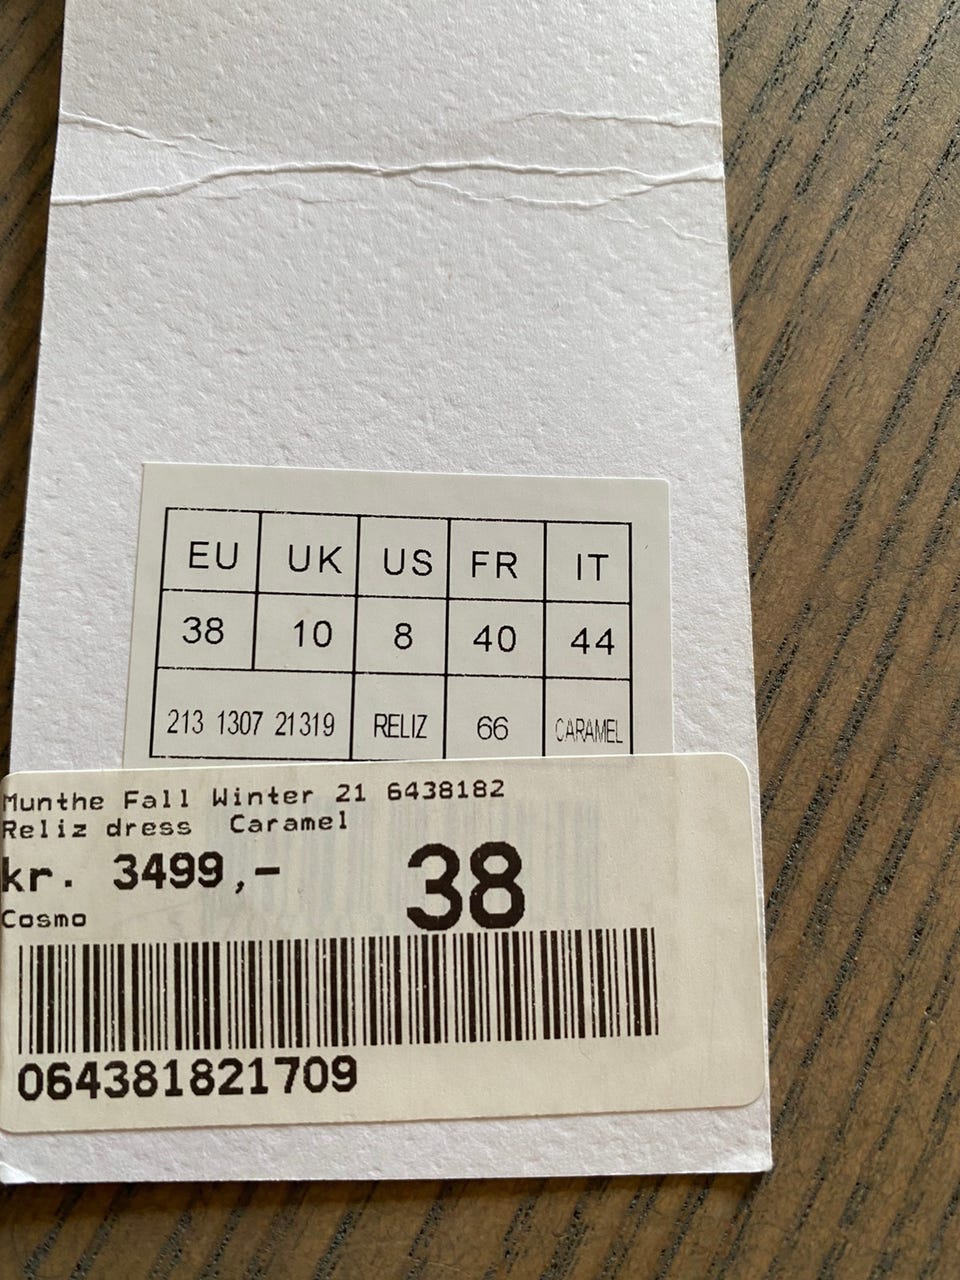 EU UK US FR IT
38 10 8 40 44
213 1307 21319 RELIZ 66 CARAMEL
Munthe Fall Winter 21 6438182
Reliz dress Caramel
kr. 3499,- 38
Cosmo
064381821709